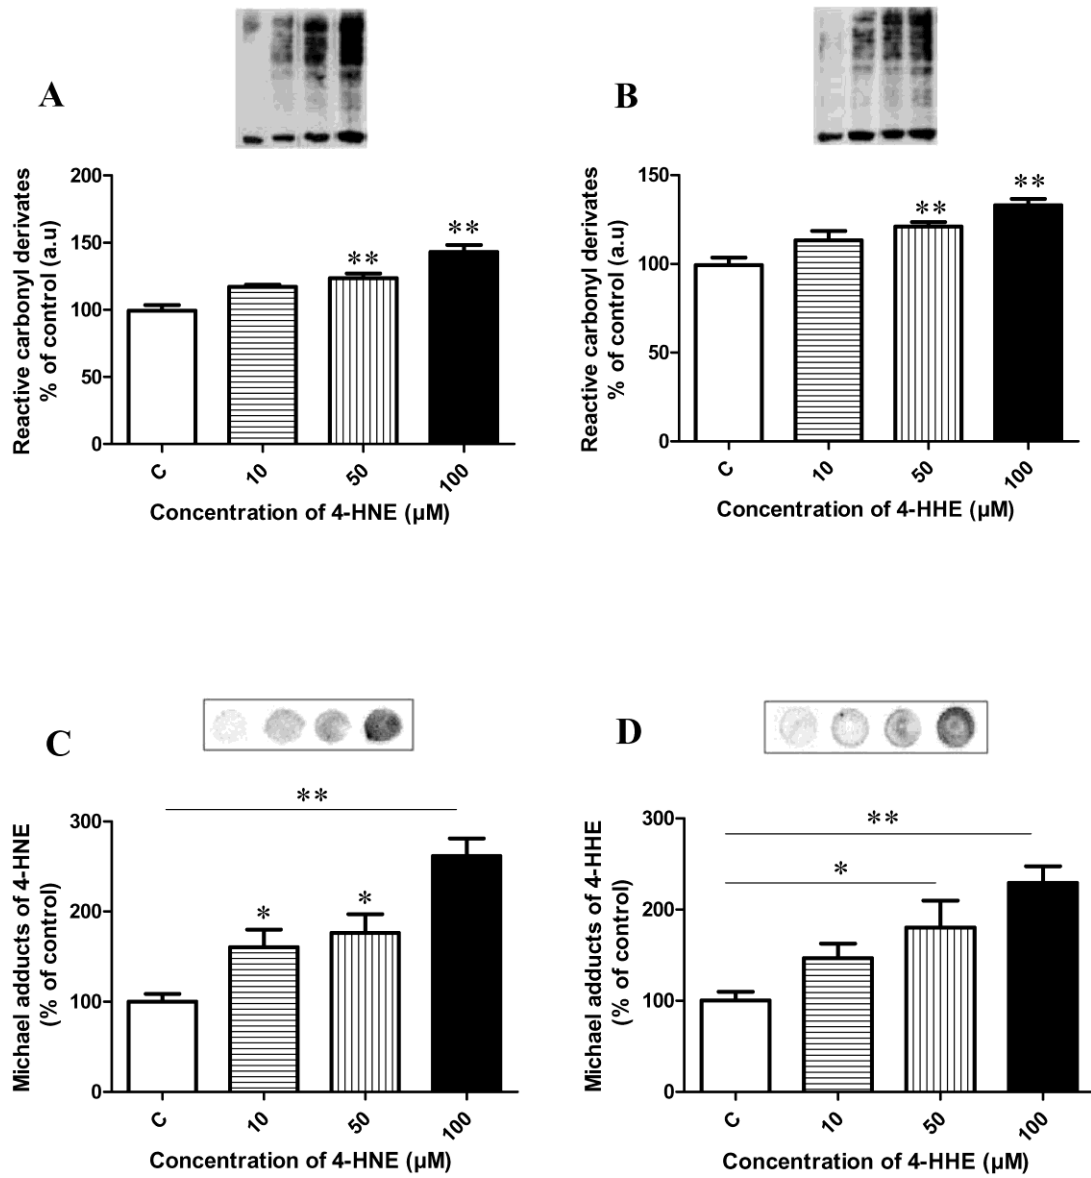 A
Reactive carbonyl derivates
% of control (a.u)
200
150
100
50
0
**
**
C
10
50
100
Concentration of 4-HNE (µM)
B
Reactive carbonyl derivates
% of control (a.u)
150
100
50
0
**
**
C
10
50
100
Concentration of 4-HHE (µM)
C
Michael adducts of 4-HNE
(% of control)
300
200
100
0
**
*
*
C
10
50
100
Concentration of 4-HNE (µM)
D
Michael adducts of 4-HHE
(% of control)
300
200
100
0
**
*
C
10
50
100
Concentration of 4-HHE (µM)